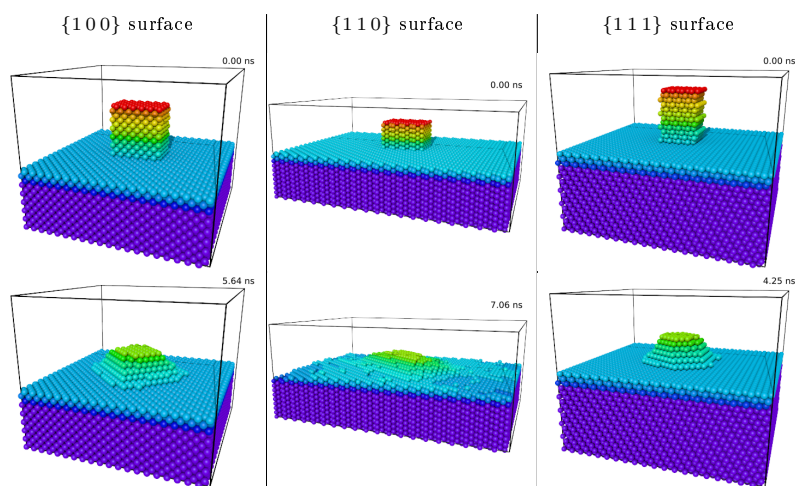 {1 0 0} surface
{1 1 0} surface
{1 1 1} surface
0.00 ns
0.00 ns
0.00 ns
5.64 ns
7.06 ns
4.25 ns